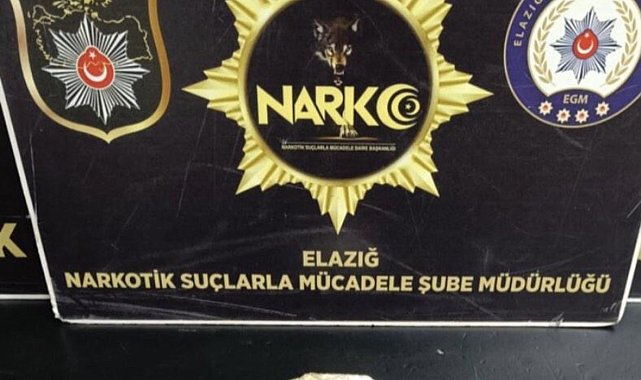 ELAZIĞ
EGM
NARKO
NARKOTİK SUÇLARLA MÜCADELE DAİRE BAŞKANLIĞI
K
ELAZIĞ
NARKOTİK SUÇLARLA MÜCADELE ŞUBE MÜDÜRLÜĞÜ